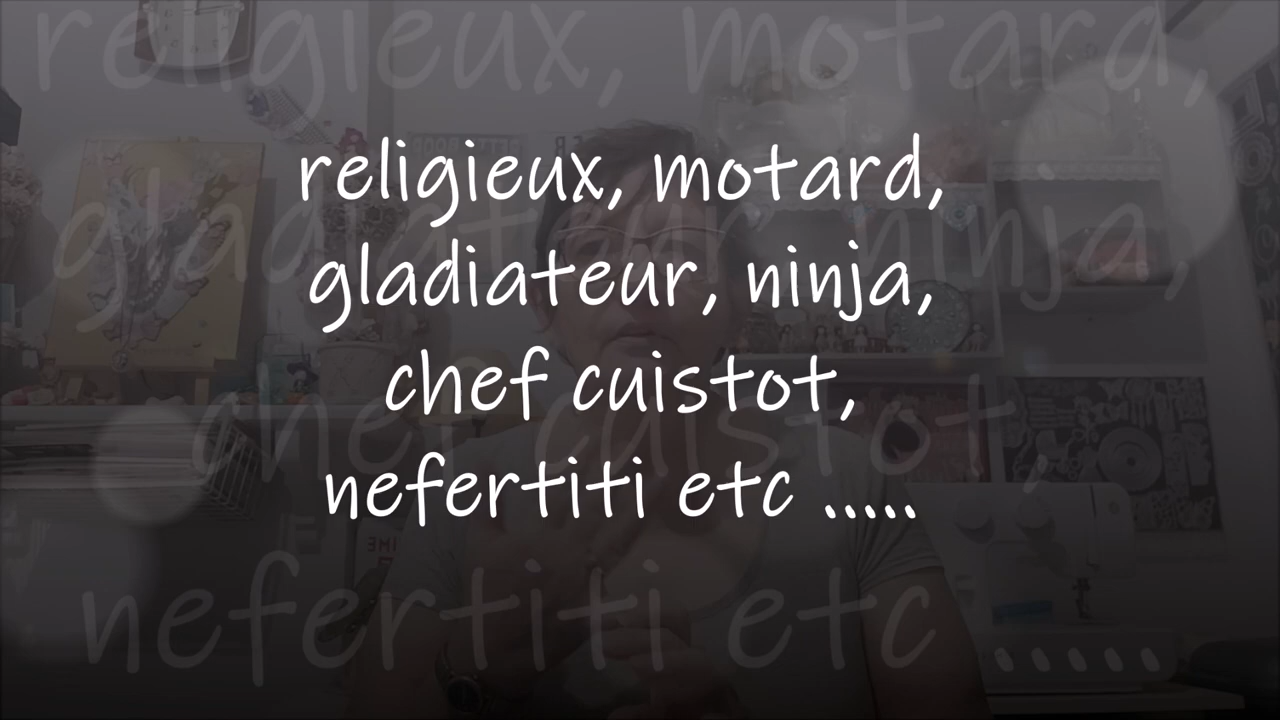 religieux, motard,
gladiateur, ninja,
chef cuistot,
nefertiti etc .....